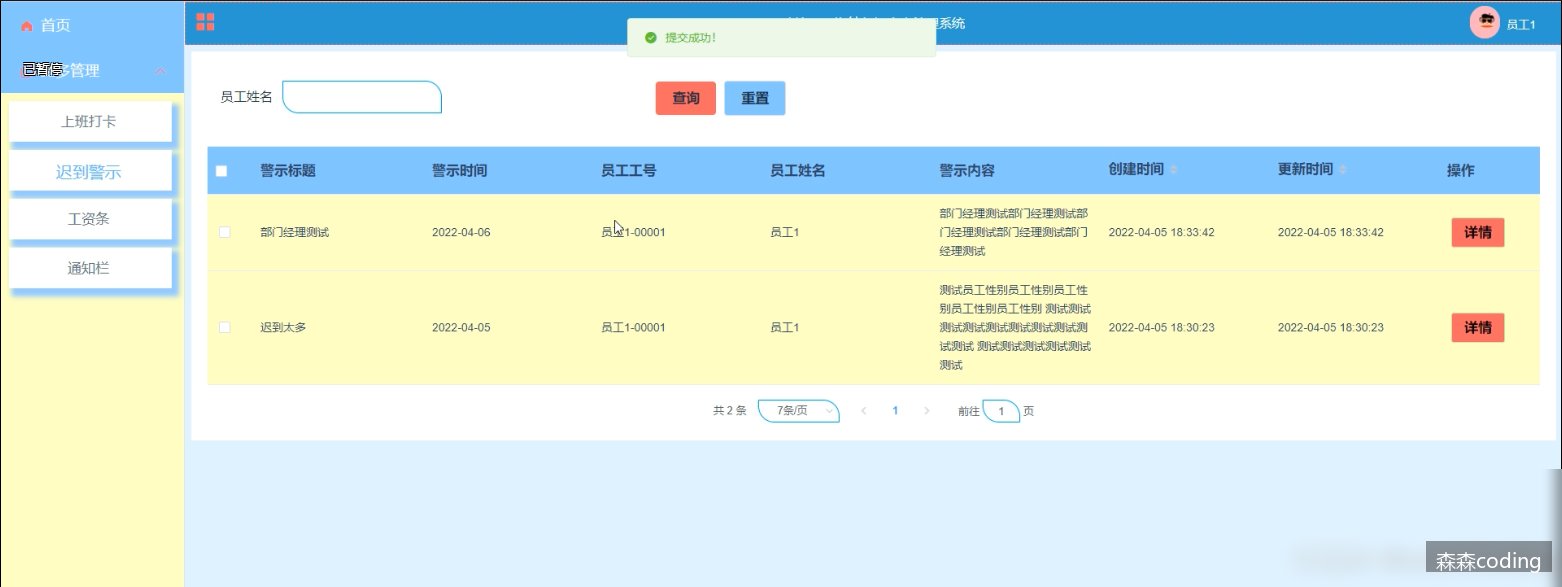 首页
系统
提交成功!
员工1
已暂停
管理
员工姓名
查询
重置
上班打卡
迟到警示
工资条
通知栏
警示标题 警示时间 员工工号 员工姓名 警示内容 创建时间 更新时间 操作
部门经理测试 2022-04-06 员工1-00001 员工1
部门经理测试部门经理测试部
门经理测试部门经理测试部门
经理测试
2022-04-05 18:33:42 2022-04-05 18:33:42 详情
迟到太多 2022-04-05 员工1-00001 员工1
测试员工性别员工性别员工性
别员工性别员工性别 测试测试
测试测试测试测试测试测试测
试测试 测试测试测试测试测试
测试
2022-04-05 18:30:23 2022-04-05 18:30:23 详情
共 2 条 7条/页 1 前往 1 页
森森coding